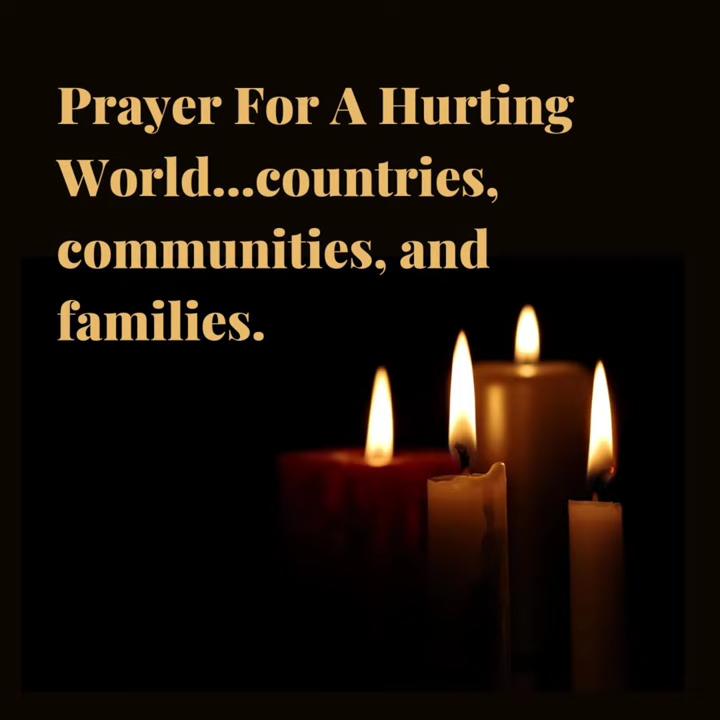 Prayer For A Hurting
World...countries,
communities, and
families.